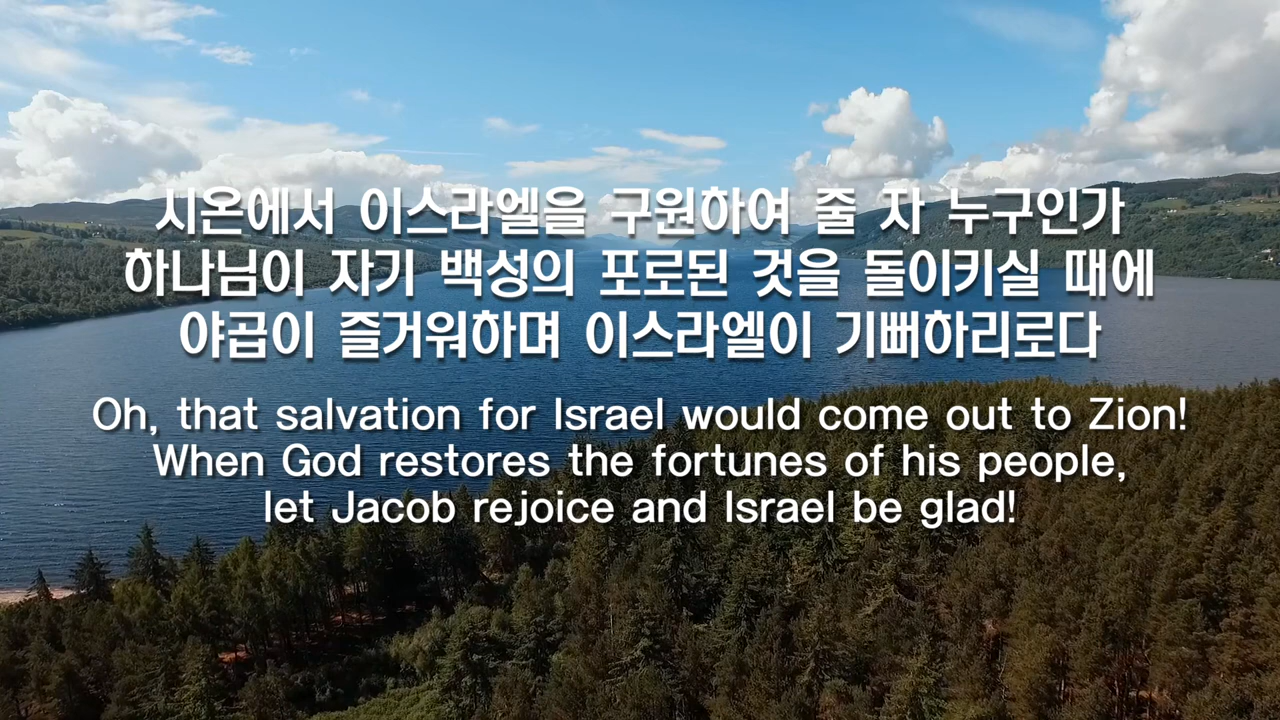 시온에서 이스라엘을 구원하여 줄 자 누구인가
하나님이 자기 백성의 포로된 것을 돌이키실 때에
야곱이 즐거워하며 이스라엘이 기뻐하리로다
Oh, that salvation for Israel would come out to Zion!
When God restores the fortunes of his people,
let Jacob rejoice and Israel be glad!